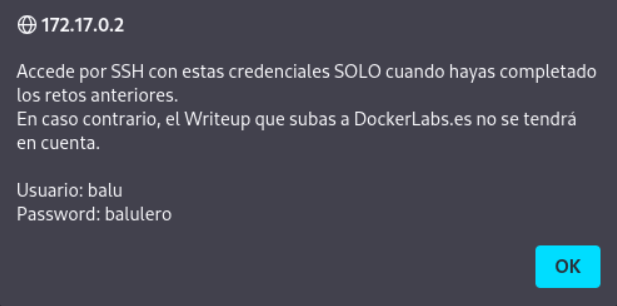 172.17.0.2
Accede por SSH con estas credenciales SOLO cuando hayas completado
los retos anteriores.
En caso contrario, el Writeup que subas a DockerLabs.es no se tendrá
en cuenta.
Usuario: balu
Password: balulero
OK